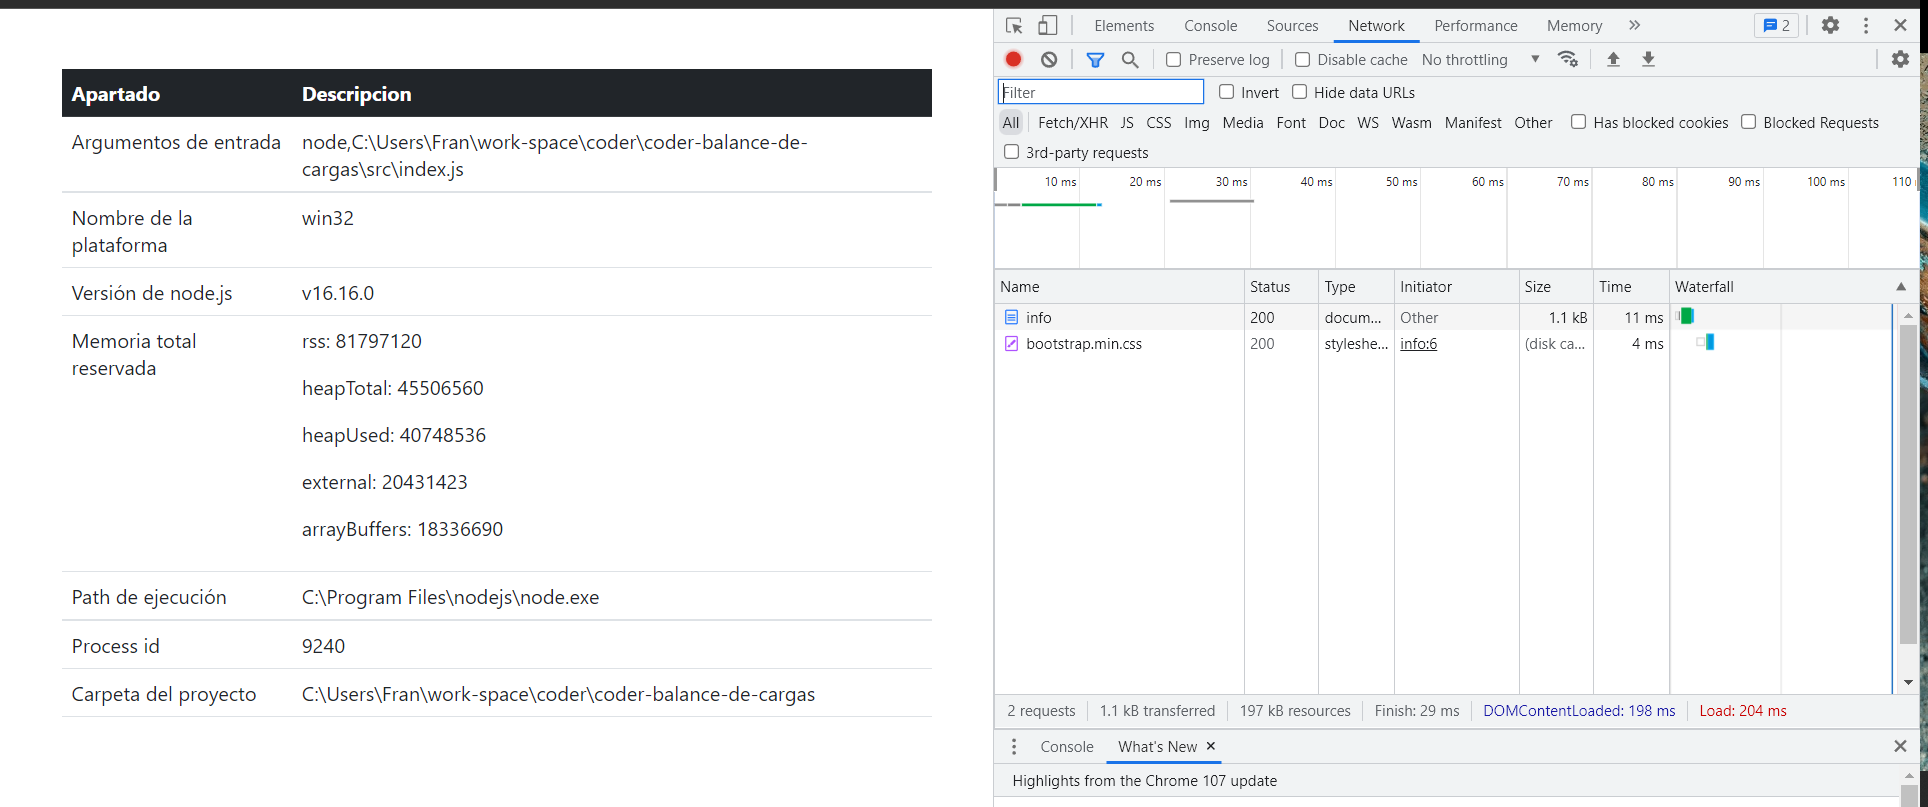 Apartado Descripcion
Argumentos de entrada node,C:\Users\Fran\work-space\coder\coder-balance-de-
cargas\src\index.js
Nombre de la win32
plataforma
Versión de node.js v16.16.0
Memoria total rss: 81797120
reservada
heapTotal: 45506560
heapUsed: 40748536
external: 20431423
arrayBuffers: 18336690
Path de ejecución C:\Program Files\nodejs\node.exe
Process id 9240
Carpeta del proyecto C:\Users\Fran\work-space\coder\coder-balance-de-cargas
Elements Console Sources Network Performance Memory » 2
Preserve log Disable cache No throttling
Filter Invert Hide data URLs
All Fetch/XHR JS CSS Img Media Font Doc WS Wasm Manifest Other Has blocked cookies Blocked Requests
3rd-party requests
10 ms 20 ms 30 ms 40 ms 50 ms 60 ms 70 ms 80 ms 90 ms 100 ms 110
Name Status Type Initiator Size Time Waterfall
info 200 docum... Other 1.1 kB 11 ms
bootstrap.min.css 200 styleshe... info:6 (disk ca... 4 ms
2 requests 1.1 kB transferred 197 kB resources Finish: 29 ms DOMContentLoaded: 198 ms Load: 204 ms
Console What's New ×
Highlights from the Chrome 107 update